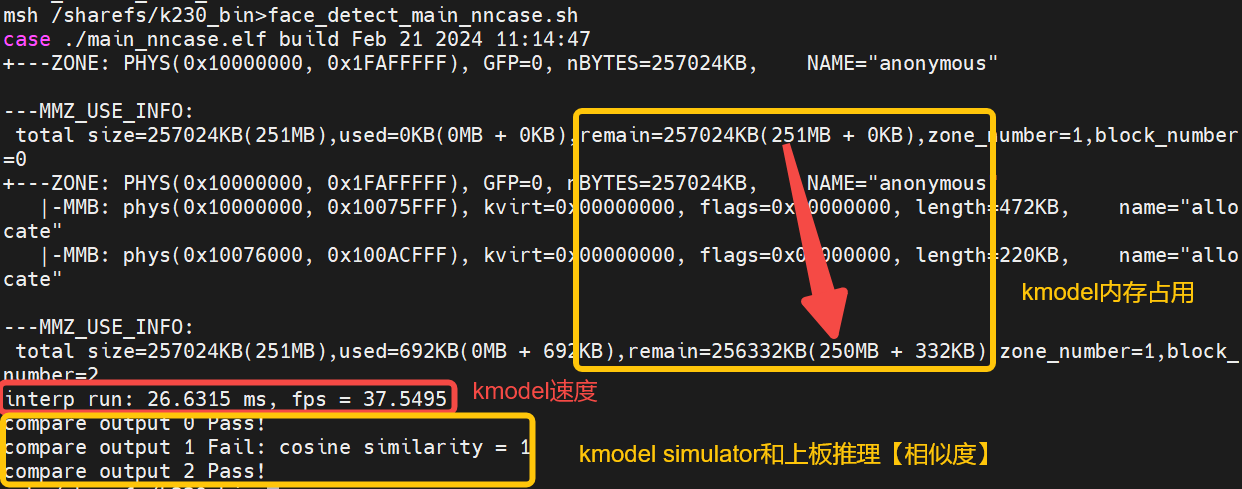 msh /sharefs/k230_bin>face_detect_main_nncase.sh
case ./main_nncase.elf build Feb 21 2024 11:14:47
+---ZONE: PHYS(0x10000000, 0x1FAFFFFF), GFP=0, nBYTES=257024KB,    NAME="anonymous"
---MMZ_USE_INFO:
total size=257024KB(251MB),used=0KB(0MB + 0KB),remain=257024KB(251MB + 0KB),zone_number=1,block_number
=0
+---ZONE: PHYS(0x10000000, 0x1FAFFFFF), GFP=0, nBYTES=257024KB,    NAME="anonymous"
|-MMB: phys(0x10000000, 0x10075FFF), kvirt=0x00000000, flags=0x00000000, length=472KB,    name="allo
cate"
|-MMB: phys(0x10076000, 0x100ACFFF), kvirt=0x00000000, flags=0x00000000, length=220KB,    name="allo
cate"
kmodel内存占用
---MMZ_USE_INFO:
total size=257024KB(251MB),used=692KB(0MB + 692KB),remain=256332KB(250MB + 332KB),zone_number=1,block_
number=2
interp run: 26.6315 ms, fps = 37.5495
kmodel速度
compare output 0 Pass!
compare output 1 Fail: cosine similarity = 1
compare output 2 Pass!
kmodel simulator和上板推理【相似度】